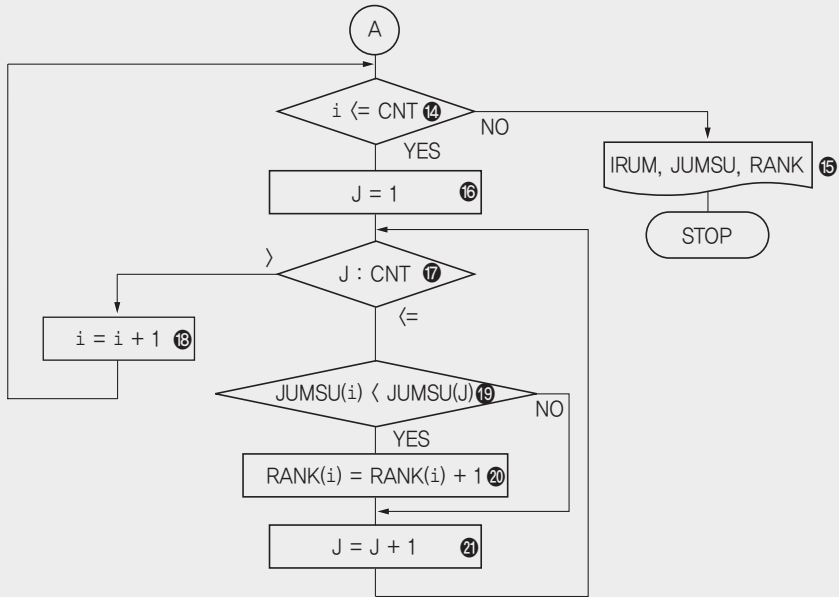 A
i <= CNT ⓮
NO
YES
IRUM, JUMSU, RANK ⓯
J = 1 ⓰
STOP
J : CNT ⓱
>
<=
i = i + 1 ⓲
JUMSU(i) < JUMSU(J) ⓳
NO
YES
RANK(i) = RANK(i) + 1 ⓴
J = J + 1 ㉑